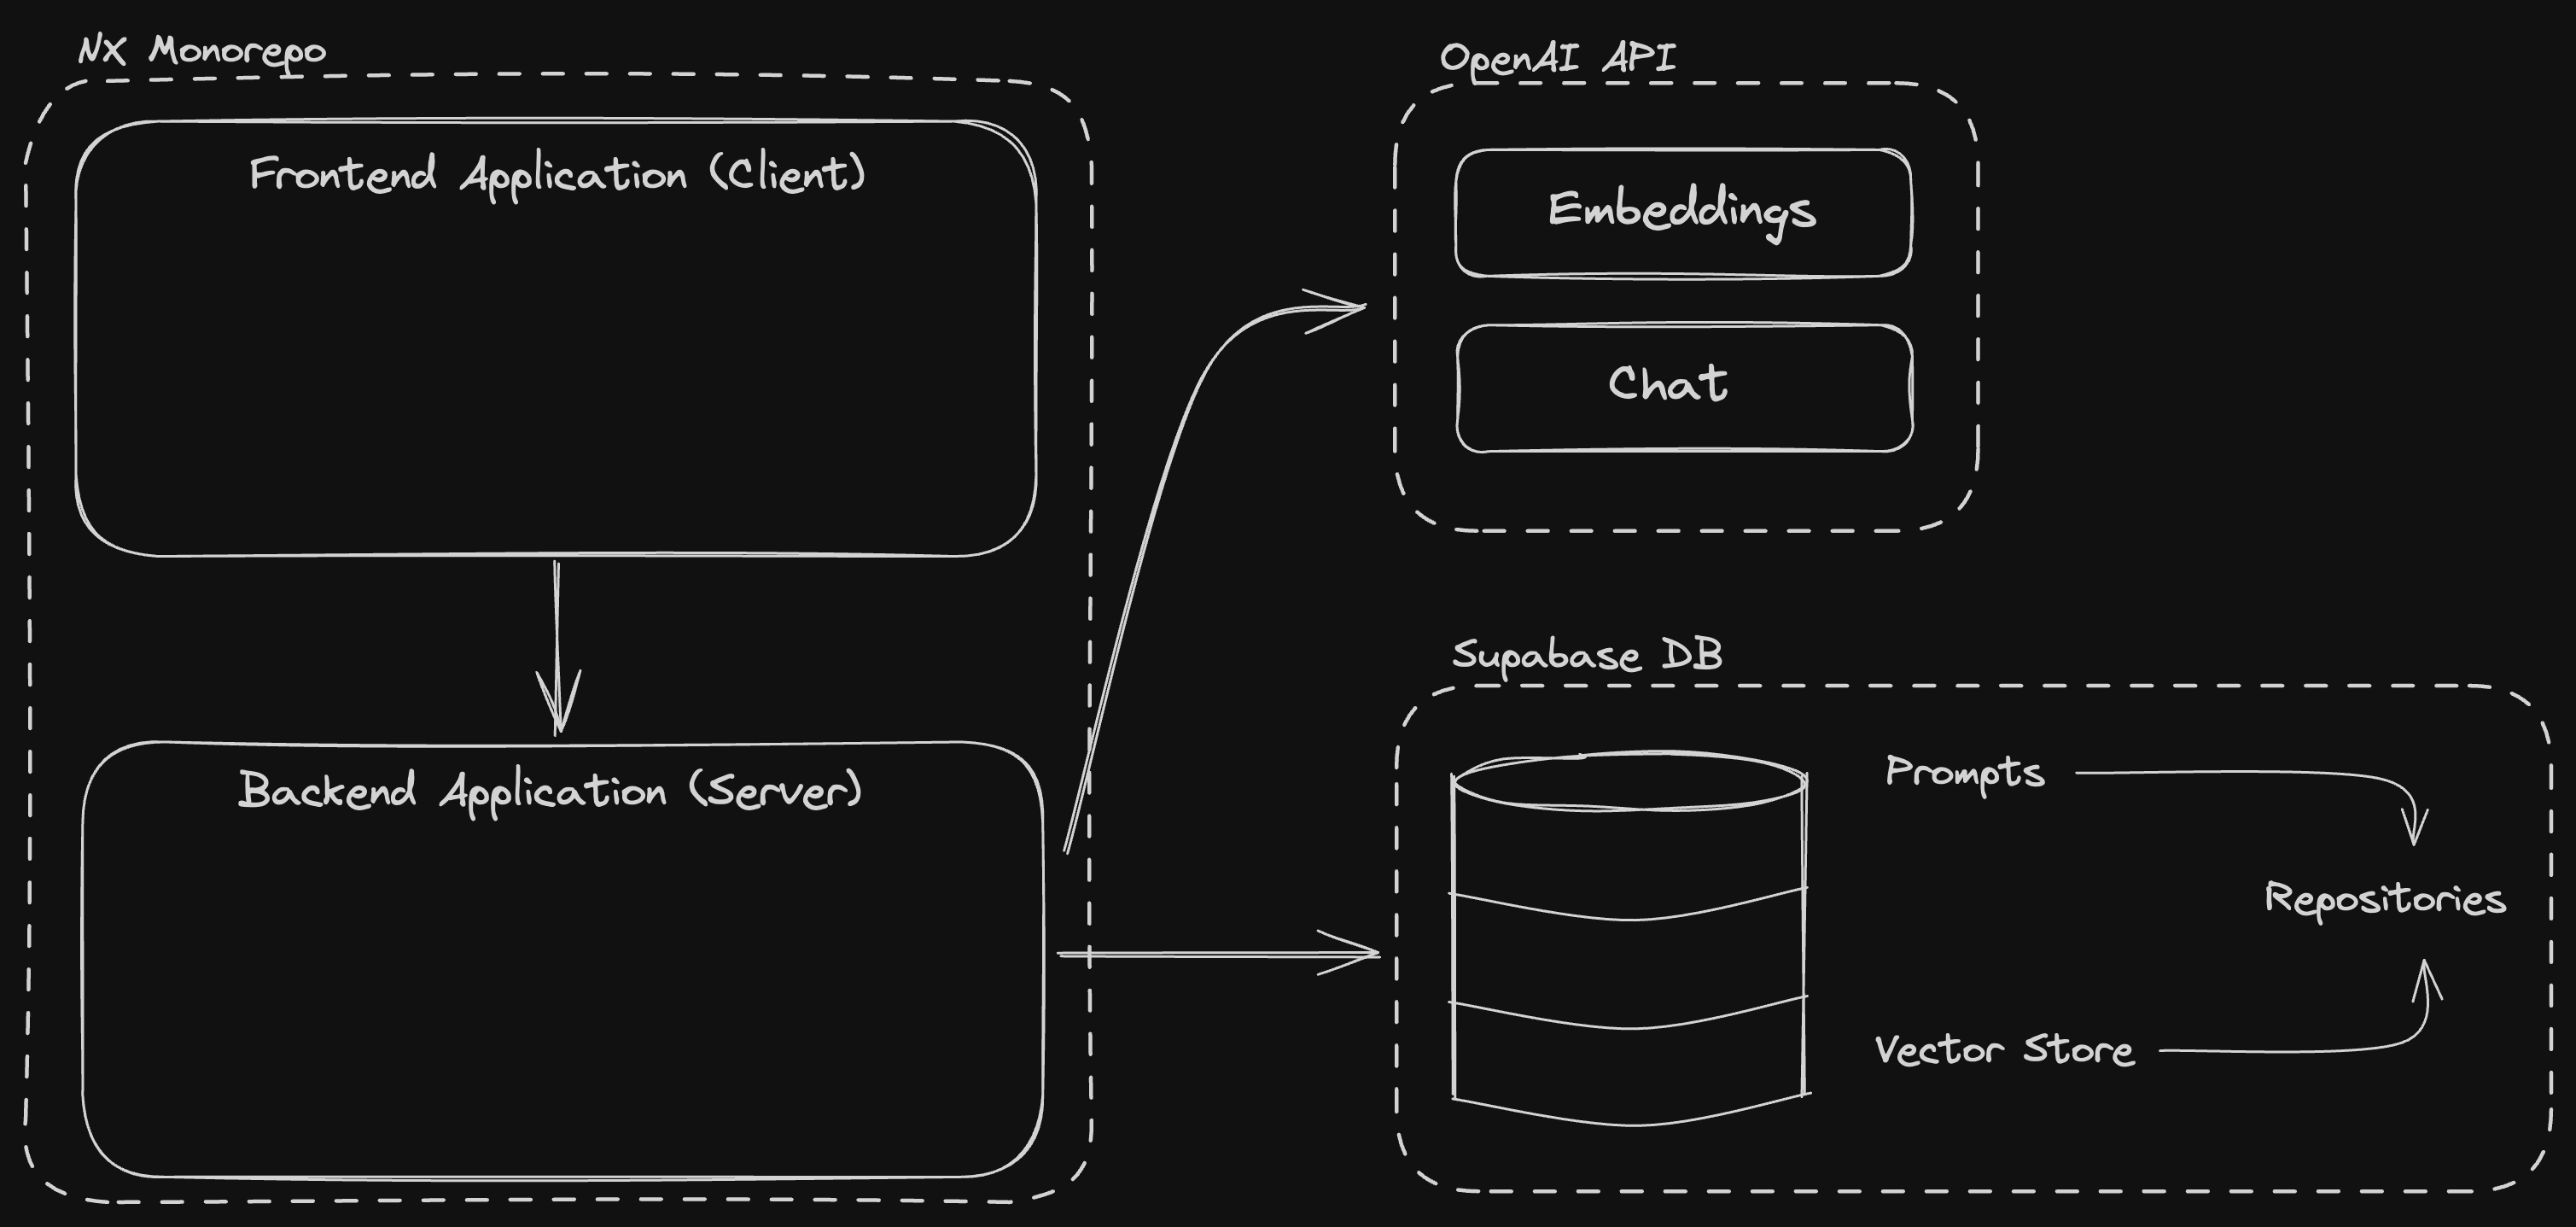 NX Monorepo
Frontend Application (Client)
Backend Application (Server)
OpenAI API
Embeddings
Chat
Supabase DB
Prompts
Repositories
Vector Store